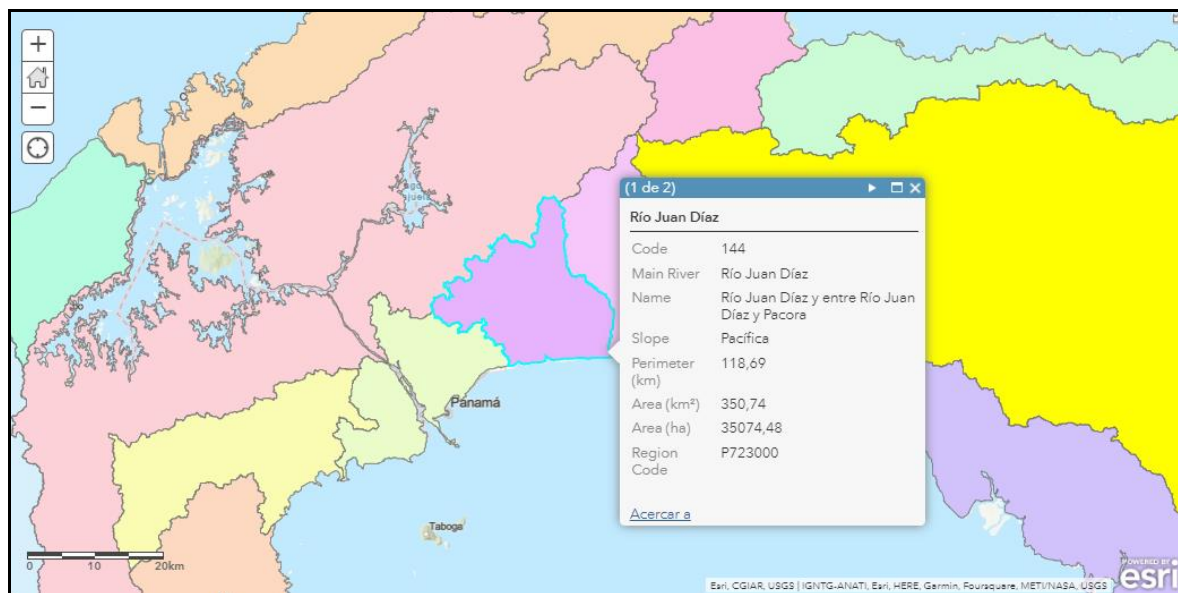 +
−
(1 de 2)
Río Juan Díaz
Code 144
Main River Río Juan Díaz
Name Río Juan Díaz y entre Río Juan
Díaz y Pacora
Slope Pacífica
Perimeter 118,69
(km)
Area (km²) 350,74
Area (ha) 35074,48
Region P723000
Code
Acercar a
Panamá
Taboga
0 10 20km
Esri, CGIAR, USGS | IGNTG-ANATI, Esri, HERE, Garmin, Foursquare, METI/NASA, USGS
POWERED BY
esri